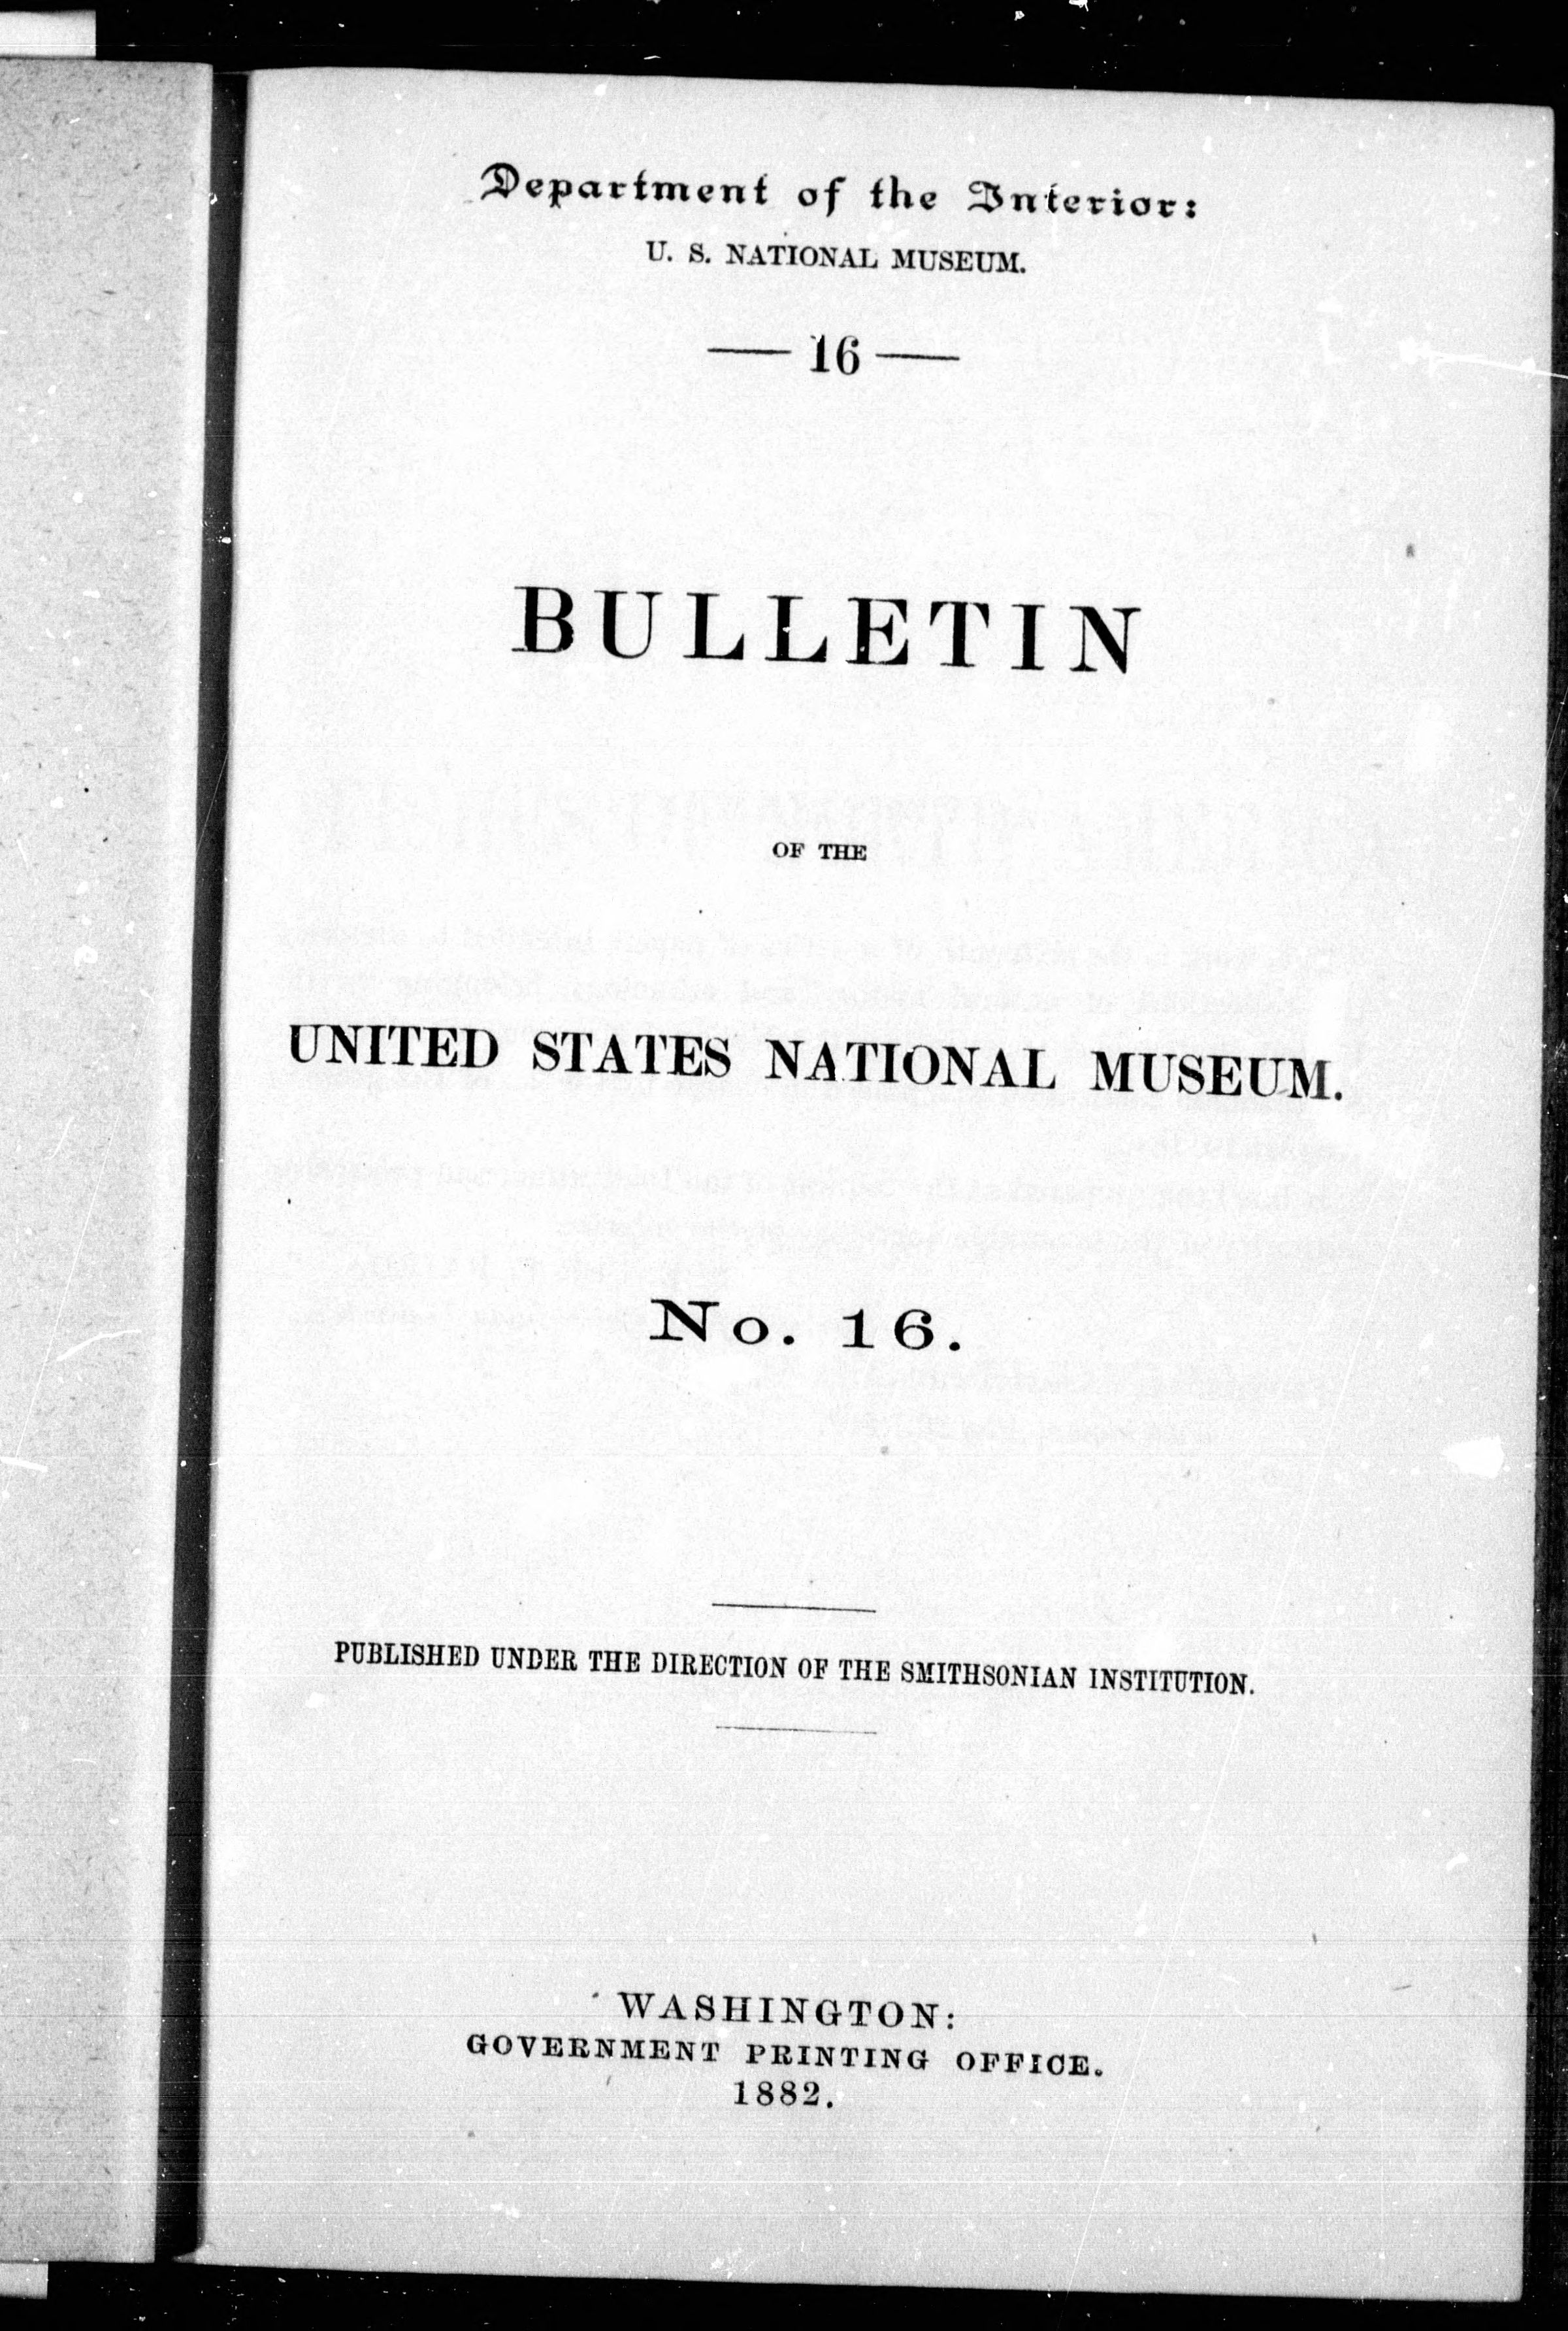 Department of the Interior:
U. S. NATIONAL MUSEUM.
— 16 —
BULLETIN
OF THE
UNITED STATES NATIONAL MUSEUM.
No. 16.
PUBLISHED UNDER THE DIRECTION OF THE SMITHSONIAN INSTITUTION.
WASHINGTON:
GOVERNMENT PRINTING OFFICE.
1882.